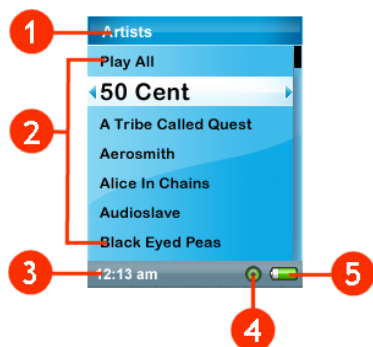 1
Artists
Play All
50 Cent
2
A Tribe Called Quest
Aerosmith
Alice In Chains
Audioslave
Black Eyed Peas
3
12:13 am
5
4